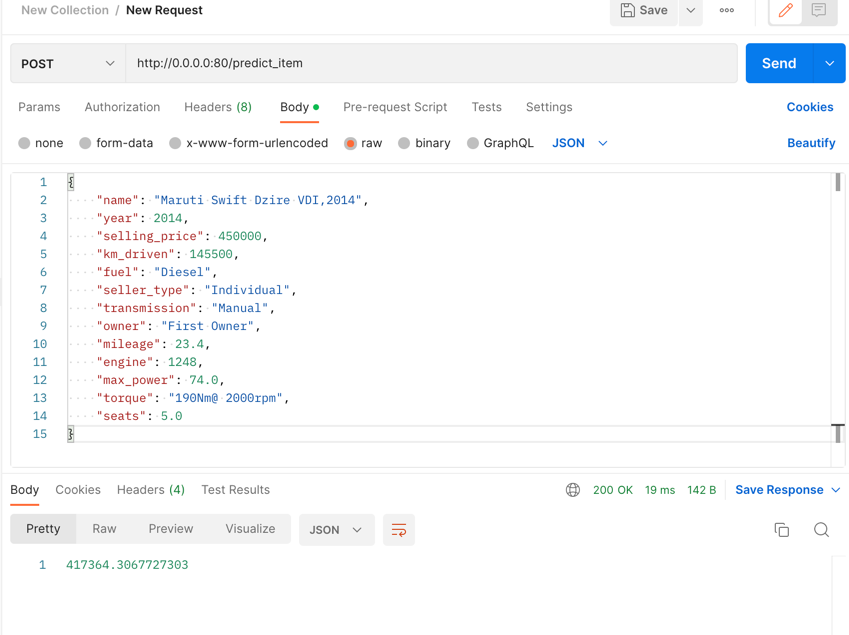 New Collection / New Request Save
POST http://0.0.0.0:80/predict_item Send
Params Authorization Headers (8) Body Pre-request Script Tests Settings Cookies
none form-data x-www-form-urlencoded raw binary GraphQL JSON Beautify
1 {
2 "name": "Maruti Swift Dzire VDI,2014",
3 "year": 2014,
4 "selling_price": 450000,
5 "km_driven": 145500,
6 "fuel": "Diesel",
7 "seller_type": "Individual",
8 "transmission": "Manual",
9 "owner": "First Owner",
10 "mileage": 23.4,
11 "engine": 1248,
12 "max_power": 74.0,
13 "torque": "190Nm@ 2000rpm",
14 "seats": 5.0
15 }
Body Cookies Headers (4) Test Results 200 OK 19 ms 142 B Save Response
Pretty Raw Preview Visualize JSON
1 417364.3067727303